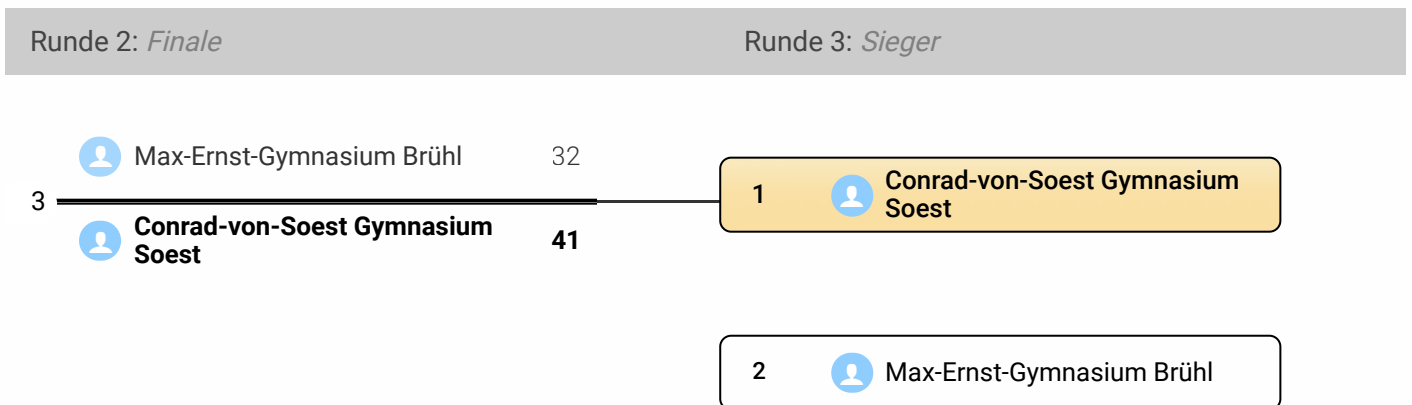 Runde 2: Finale
Runde 3: Sieger
Max-Ernst-Gymnasium Brühl 32
3
Conrad-von-Soest Gymnasium
Soest
41
1
Conrad-von-Soest Gymnasium
Soest
2 Max-Ernst-Gymnasium Brühl